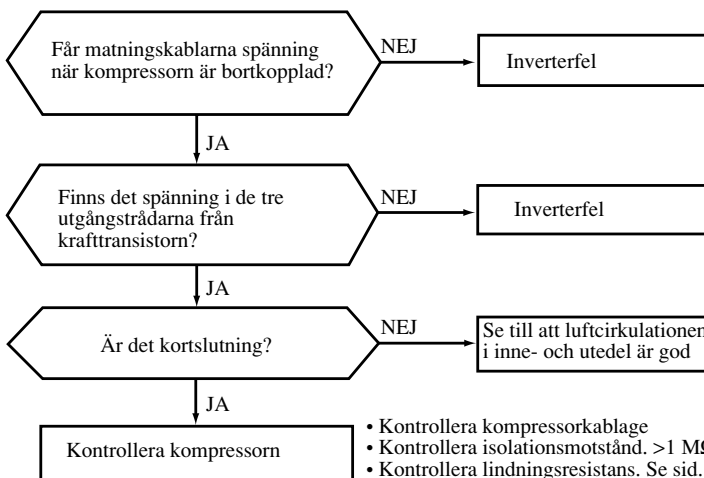 Får matningskablarna spänning
när kompressorn är bortkopplad?
NEJ
Inverterfel
JA
Finns det spänning i de tre
utgångstrådarna från
krafttransistorn?
NEJ
Inverterfel
JA
Är det kortslutning?
NEJ
Se till att luftcirkulationen
i inne- och utedel är god
JA
Kontrollera kompressorn
• Kontrollera kompressorkablage
• Kontrollera isolationsmotstånd. >1 MΩ
• Kontrollera lindningsresistans. Se sid.